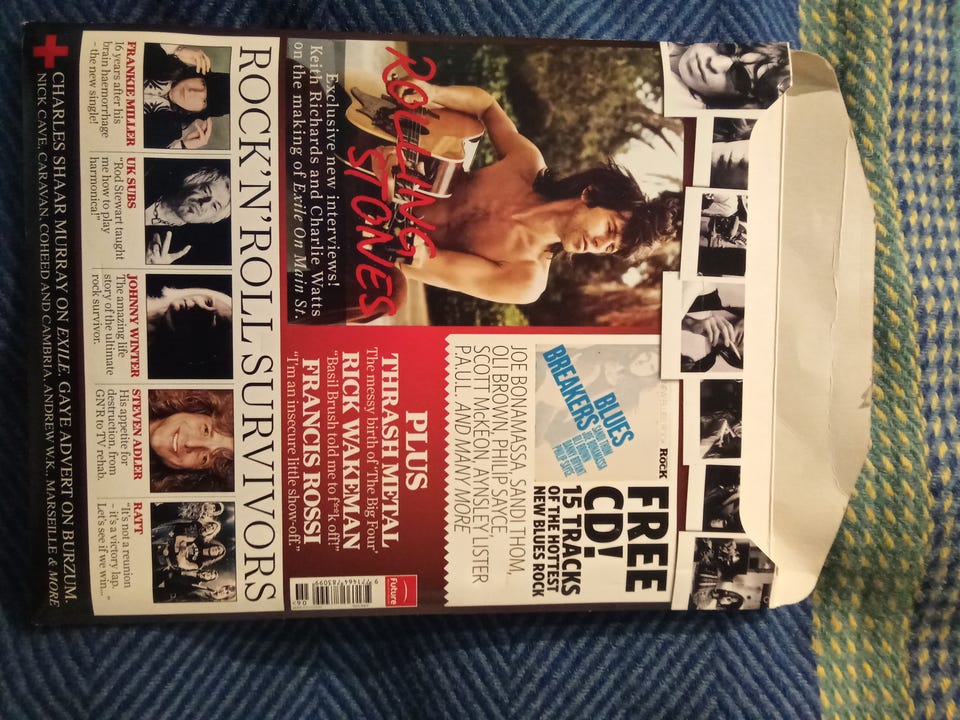 ROCK
FREE
CD!
15 TRACKS
OF THE HOTTEST
NEW BLUES ROCK
BLUES
BREAKERS
JOE BONAMASSA, SANDI THOM,
OLI BROWN, PHILIP SAYCE,
SCOTT McKEON, AYNSLEY LISTER
P.A.U.L. AND MANY MORE
ROLLING
STONES
Exclusive new interviews!
Keith Richards and Charlie Watts
on the making of Exile On Main St.
PLUS
THRASH METAL
The messy birth of "The Big Four"
RICK WAKEMAN
"Basil Brush told me to f**k off!"
FRANCIS ROSSI
"I'm an insecure little show-off."
Future
9 771464 783099
06>
ROCK'N'ROLL SURVIVORS
FRANKIE MILLER
16 years after his
brain haemorrhage
– the new single!
UK SUBS
"Rod Stewart taught
me how to play
harmonica!"
JOHNNY WINTER
The amazing life
story of the ultimate
rock survivor.
STEVEN ADLER
His appetite for
destruction, from
GN'R to TV rehab.
RATT
"It's not a reunion
– it's a victory lap.
Let's see if we win..."
+ CHARLES SHAAR MURRAY ON EXILE. GAYE ADVERT ON BURZUM.
NICK CAVE, CARAVAN, COHEED AND CAMBRIA, ANDREW W.K., MARSEILLE & MORE